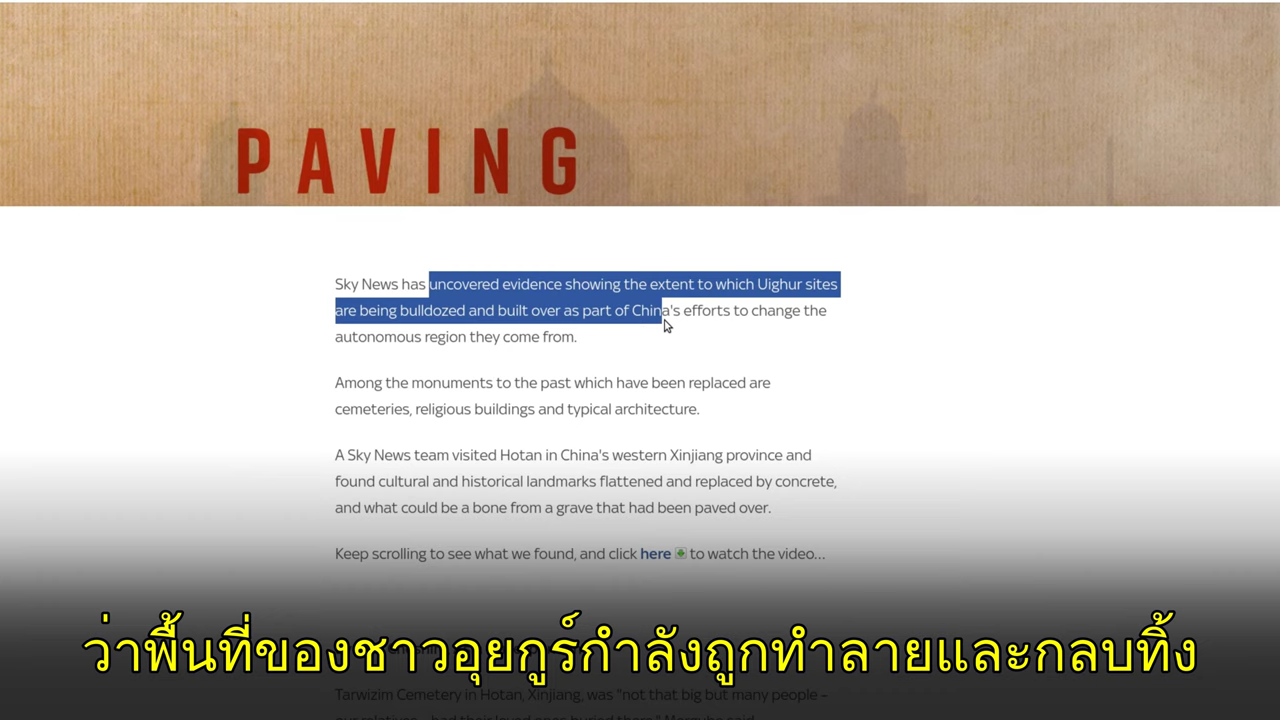 PAVING
Sky News has uncovered evidence showing the extent to which Uighur sites
are being bulldozed and built over as part of China's efforts to change the
autonomous region they come from.
Among the monuments to the past which have been replaced are
cemeteries, religious buildings and typical architecture.
A Sky News team visited Hotan in China's western Xinjiang province and
found cultural and historical landmarks flattened and replaced by concrete,
and what could be a bone from a grave that had been paved over.
Keep scrolling to see what we found, and click here to watch the video...
ว่าพื้นที่ของชาวอุยกูร์กำลังถูกทำลายและกลบทิ้ง
Tarwizim Cemetery in Hotan, Xinjiang, was "not that big but many people –